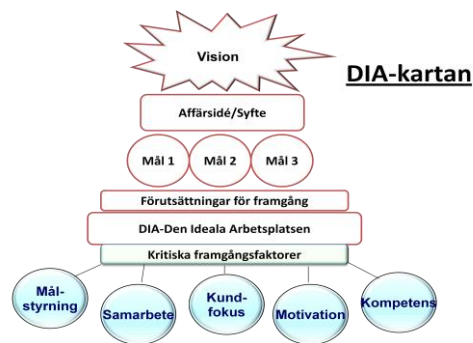 Vision
DIA-kartan
Affärsidé/Syfte
Mål 1
Mål 2
Mål 3
Förutsättningar för framgång
DIA-Den Ideala Arbetsplatsen
Kritiska framgångsfaktorer
Mål-
styrning
Samarbete
Kund-
fokus
Motivation
Kompetens